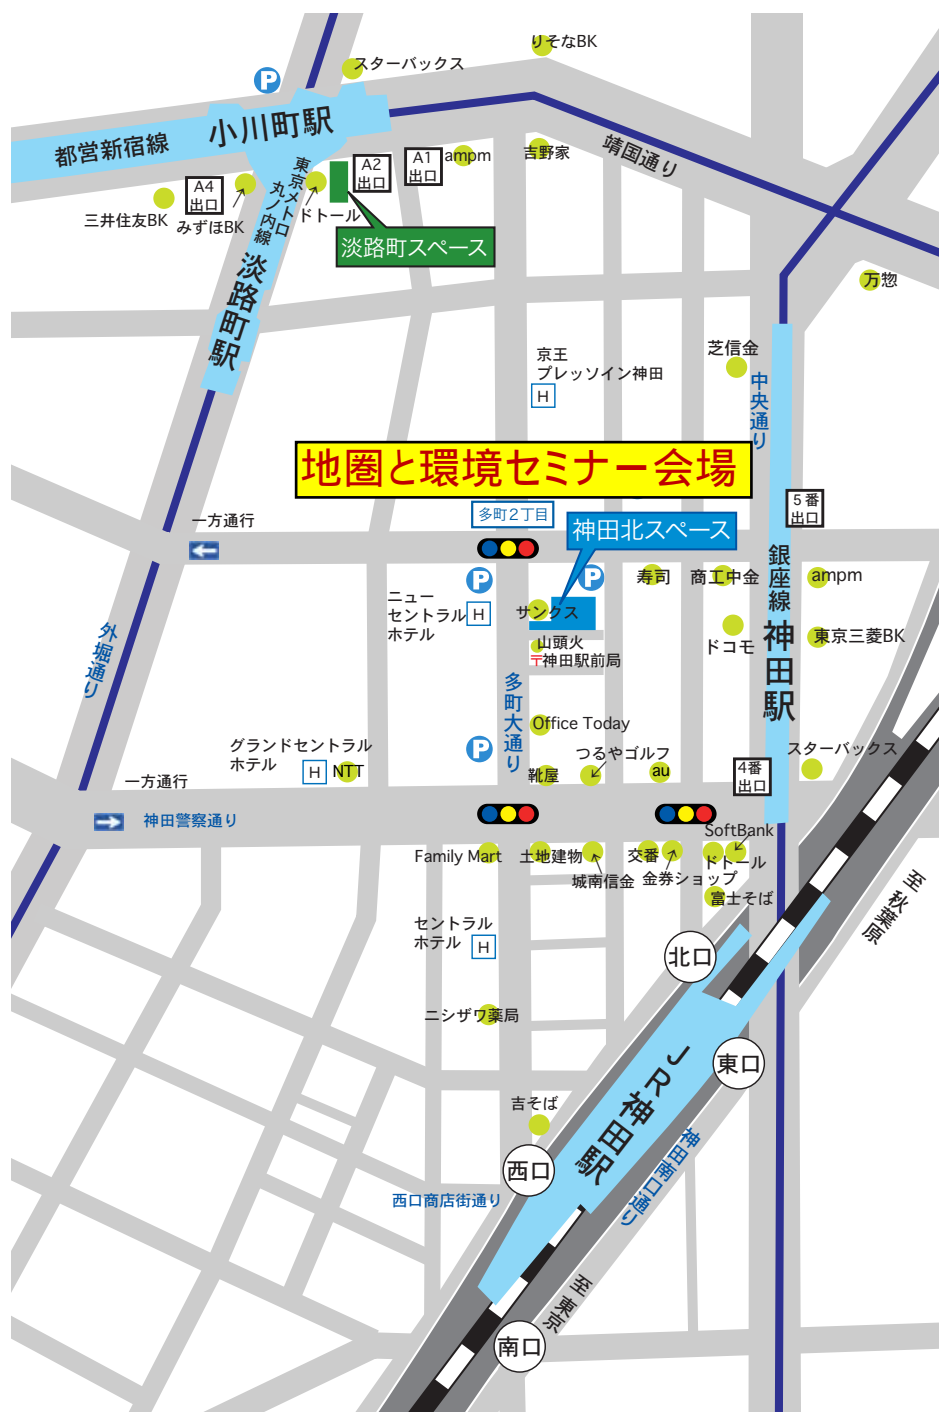 りそなBK
スターバックス
P
小川町駅
都営新宿線
靖国通り
A2
出口
A1
出口
ampm
吉野家
東京メトロ
丸ノ内線
A4
出口
三井住友BK
みずほBK
ドトール
淡路町スペース
淡路町駅
万惣
芝信金
京王
プレッソイン神田
H
中央通り
地圏と環境セミナー会場
5番
出口
多町2丁目
神田北スペース
一方通行
P
P
寿司
商工中金
銀座線
ampm
ニュー
セントラル
ホテル
H
サンクス
山頭火
〒神田駅前局
ドコモ
神田駅
東京三菱BK
外堀通り
多町大通り
Office Today
P
つるやゴルフ
グランドセントラル
ホテル
H
NTT
靴屋
au
4番
出口
スターバックス
一方通行
神田警察通り
SoftBank
Family Mart
土地建物
交番
ドトール
城南信金
金券ショップ
富士そば
至秋葉原
セントラル
ホテル
H
北口
ニシザワ薬局
JR神田駅
東口
吉そば
西口
神田南口通り
西口商店街通り
至東京
南口